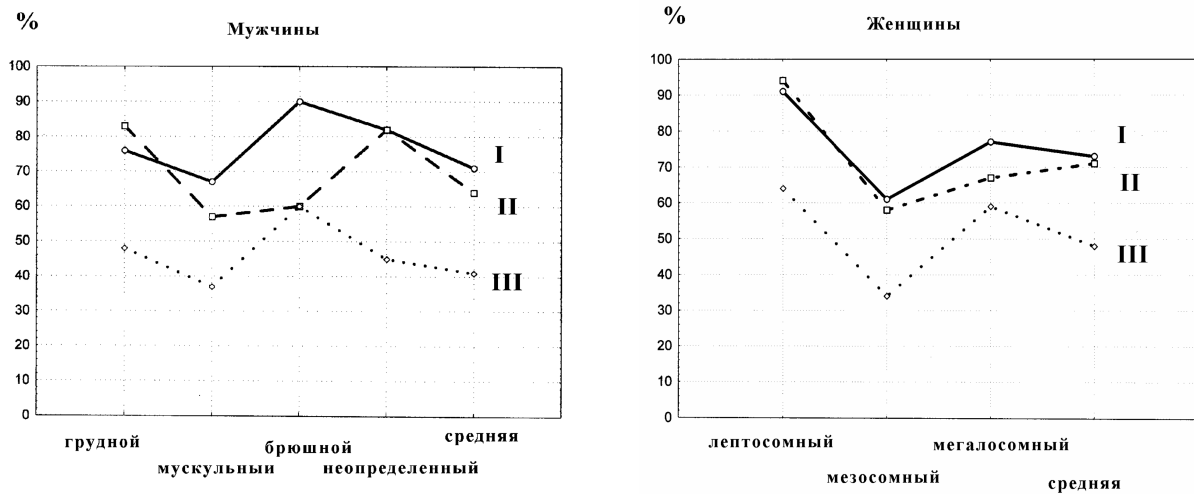 %
Мужчины
100
90
80
70
60
50
40
30
20
10
0
I
II
III
грудной
мускульный
брюшной
неопределенный
средняя
%
Женщины
100
90
80
70
60
50
40
30
20
10
0
I
II
III
лептосомный
мезосомный
мегалосомный
средняя